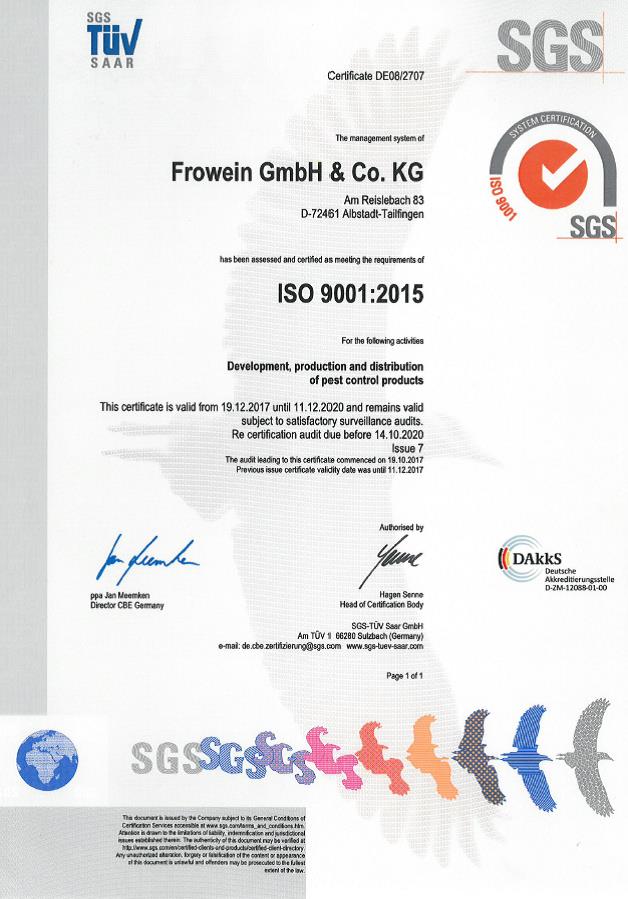 SGS
TÜV
SAAR
SGS
Certificate DE08/2707
SYSTEM CERTIFICATION
ISO 9001
SGS
The management system of
Frowein GmbH & Co. KG
Am Reislebach 83
D-72461 Albstadt-Tailfingen
has been assessed and certified as meeting the requirements of
ISO 9001:2015
For the following activities
Development, production and distribution
of pest control products
This certificate is valid from 19.12.2017 until 11.12.2020 and remains valid
subject to satisfactory surveillance audits.
Re certification audit due before 14.10.2020
Issue 7
The audit leading to this certificate commenced on 19.10.2017
Previous issue certificate validity date was until 11.12.2017
Authorised by
ppa Jan Meemken
Director CBE Germany
Hagen Senne
Head of Certification Body
DAkkS
Deutsche
Akkreditierungsstelle
D-ZM-12088-01-00
SGS-TÜV Saar GmbH
Am TÜV 1 66280 Sulzbach (Germany)
e-mail: de.cbe.zertifizierung@sgs.com www.sgs-tuev-saar.com
Page 1 of 1
SGS SGS SGS
This document is issued by the Company subject to its General Conditions of
Certification Services accessible at www.sgs.com/terms_and_conditions.htm.
Attention is drawn to the limitations of liability, indemnification and jurisdictional
issues established therein. The authenticity of this document may be verified at
http://www.sgs.com/en/certified-clients-and-products/certified-client-directory.
Any unauthorized alteration, forgery or falsification of the content or appearance
of this document is unlawful and offenders may be prosecuted to the fullest
extent of the law.